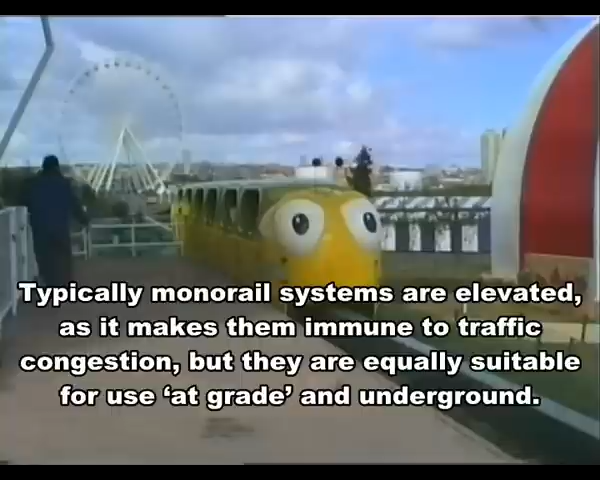 Typically monorail systems are elevated,
as it makes them immune to traffic
congestion, but they are equally suitable
for use ‘at grade’ and underground.